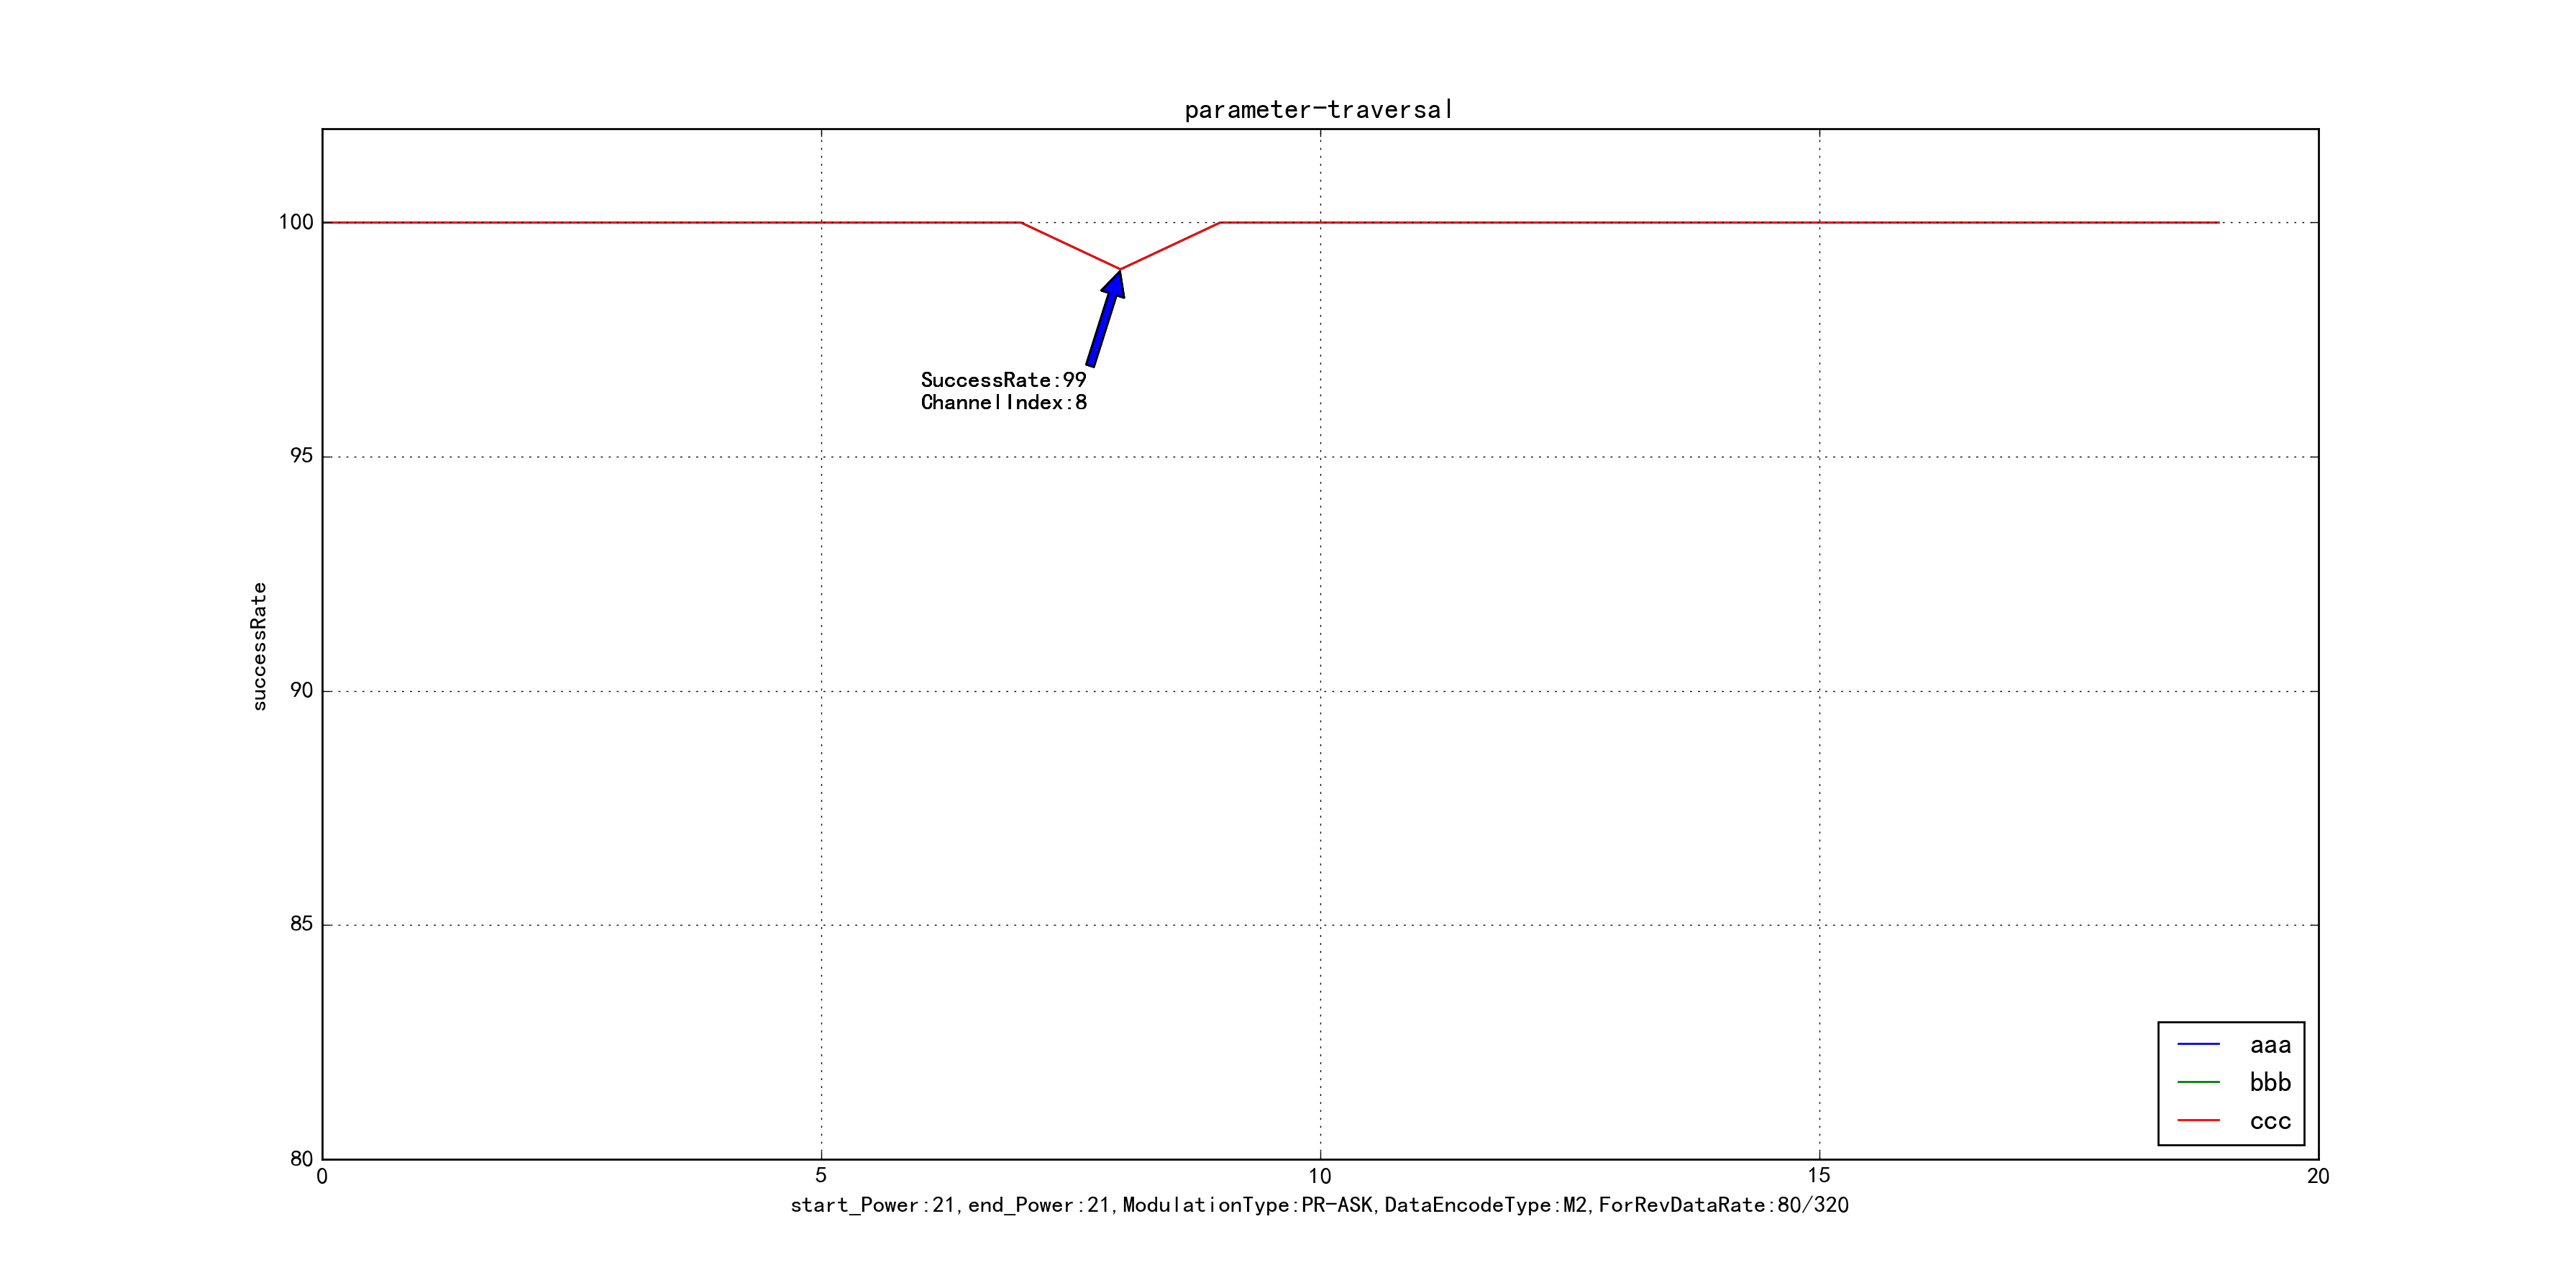 parameter-traversal
100
95
90
85
80
successRate
SuccessRate:99
ChannelIndex:8
aaa
bbb
ccc
0 5 10 15 20
start_Power:21,end_Power:21,ModulationType:PR-ASK,DataEncodeType:M2,ForRevDataRate:80/320